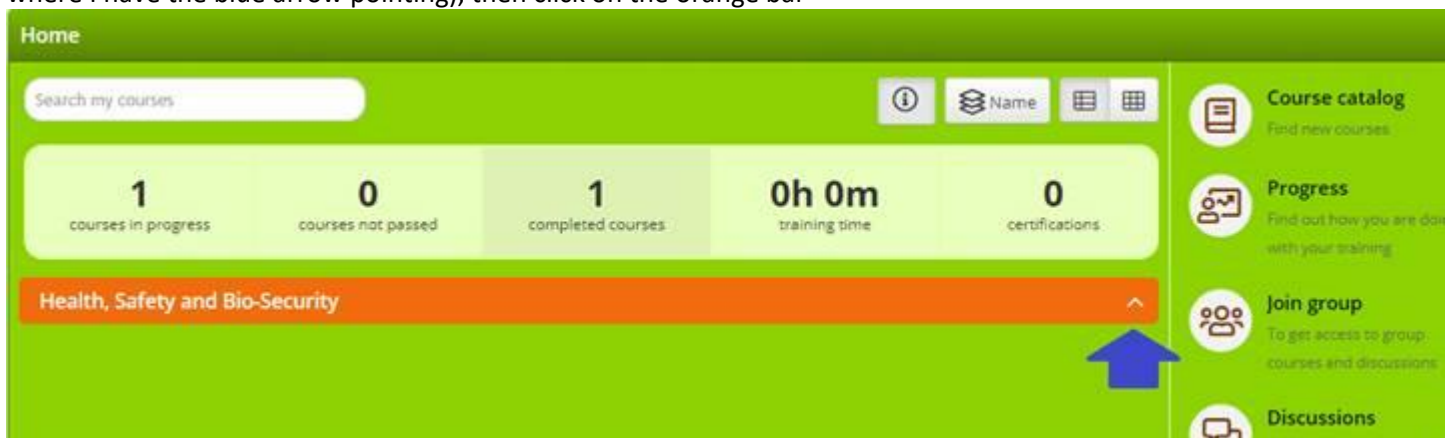 where I have the blue arrow pointing), then click on the orange bar
Home
Search my courses
Name
1
courses in progress
0
courses not passed
1
completed courses
0h 0m
training time
0
certifications
Health, Safety and Bio-Security
Course catalog
Find new courses
Progress
Find out how you are doin
with your training
Join group
To get access to group
courses and discussions
Discussions